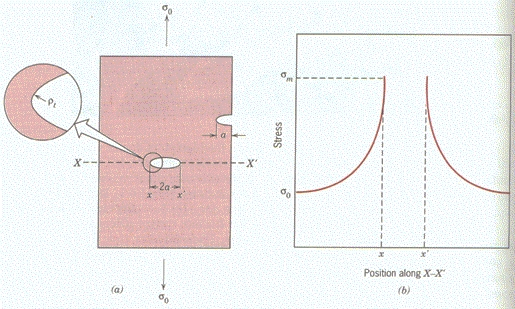 σ₀
ρₜ
a
X
X'
2a
x
x'
σ₀
(a)
Stress
σₘ
σ₀
x
x'
Position along X–X'
(b)